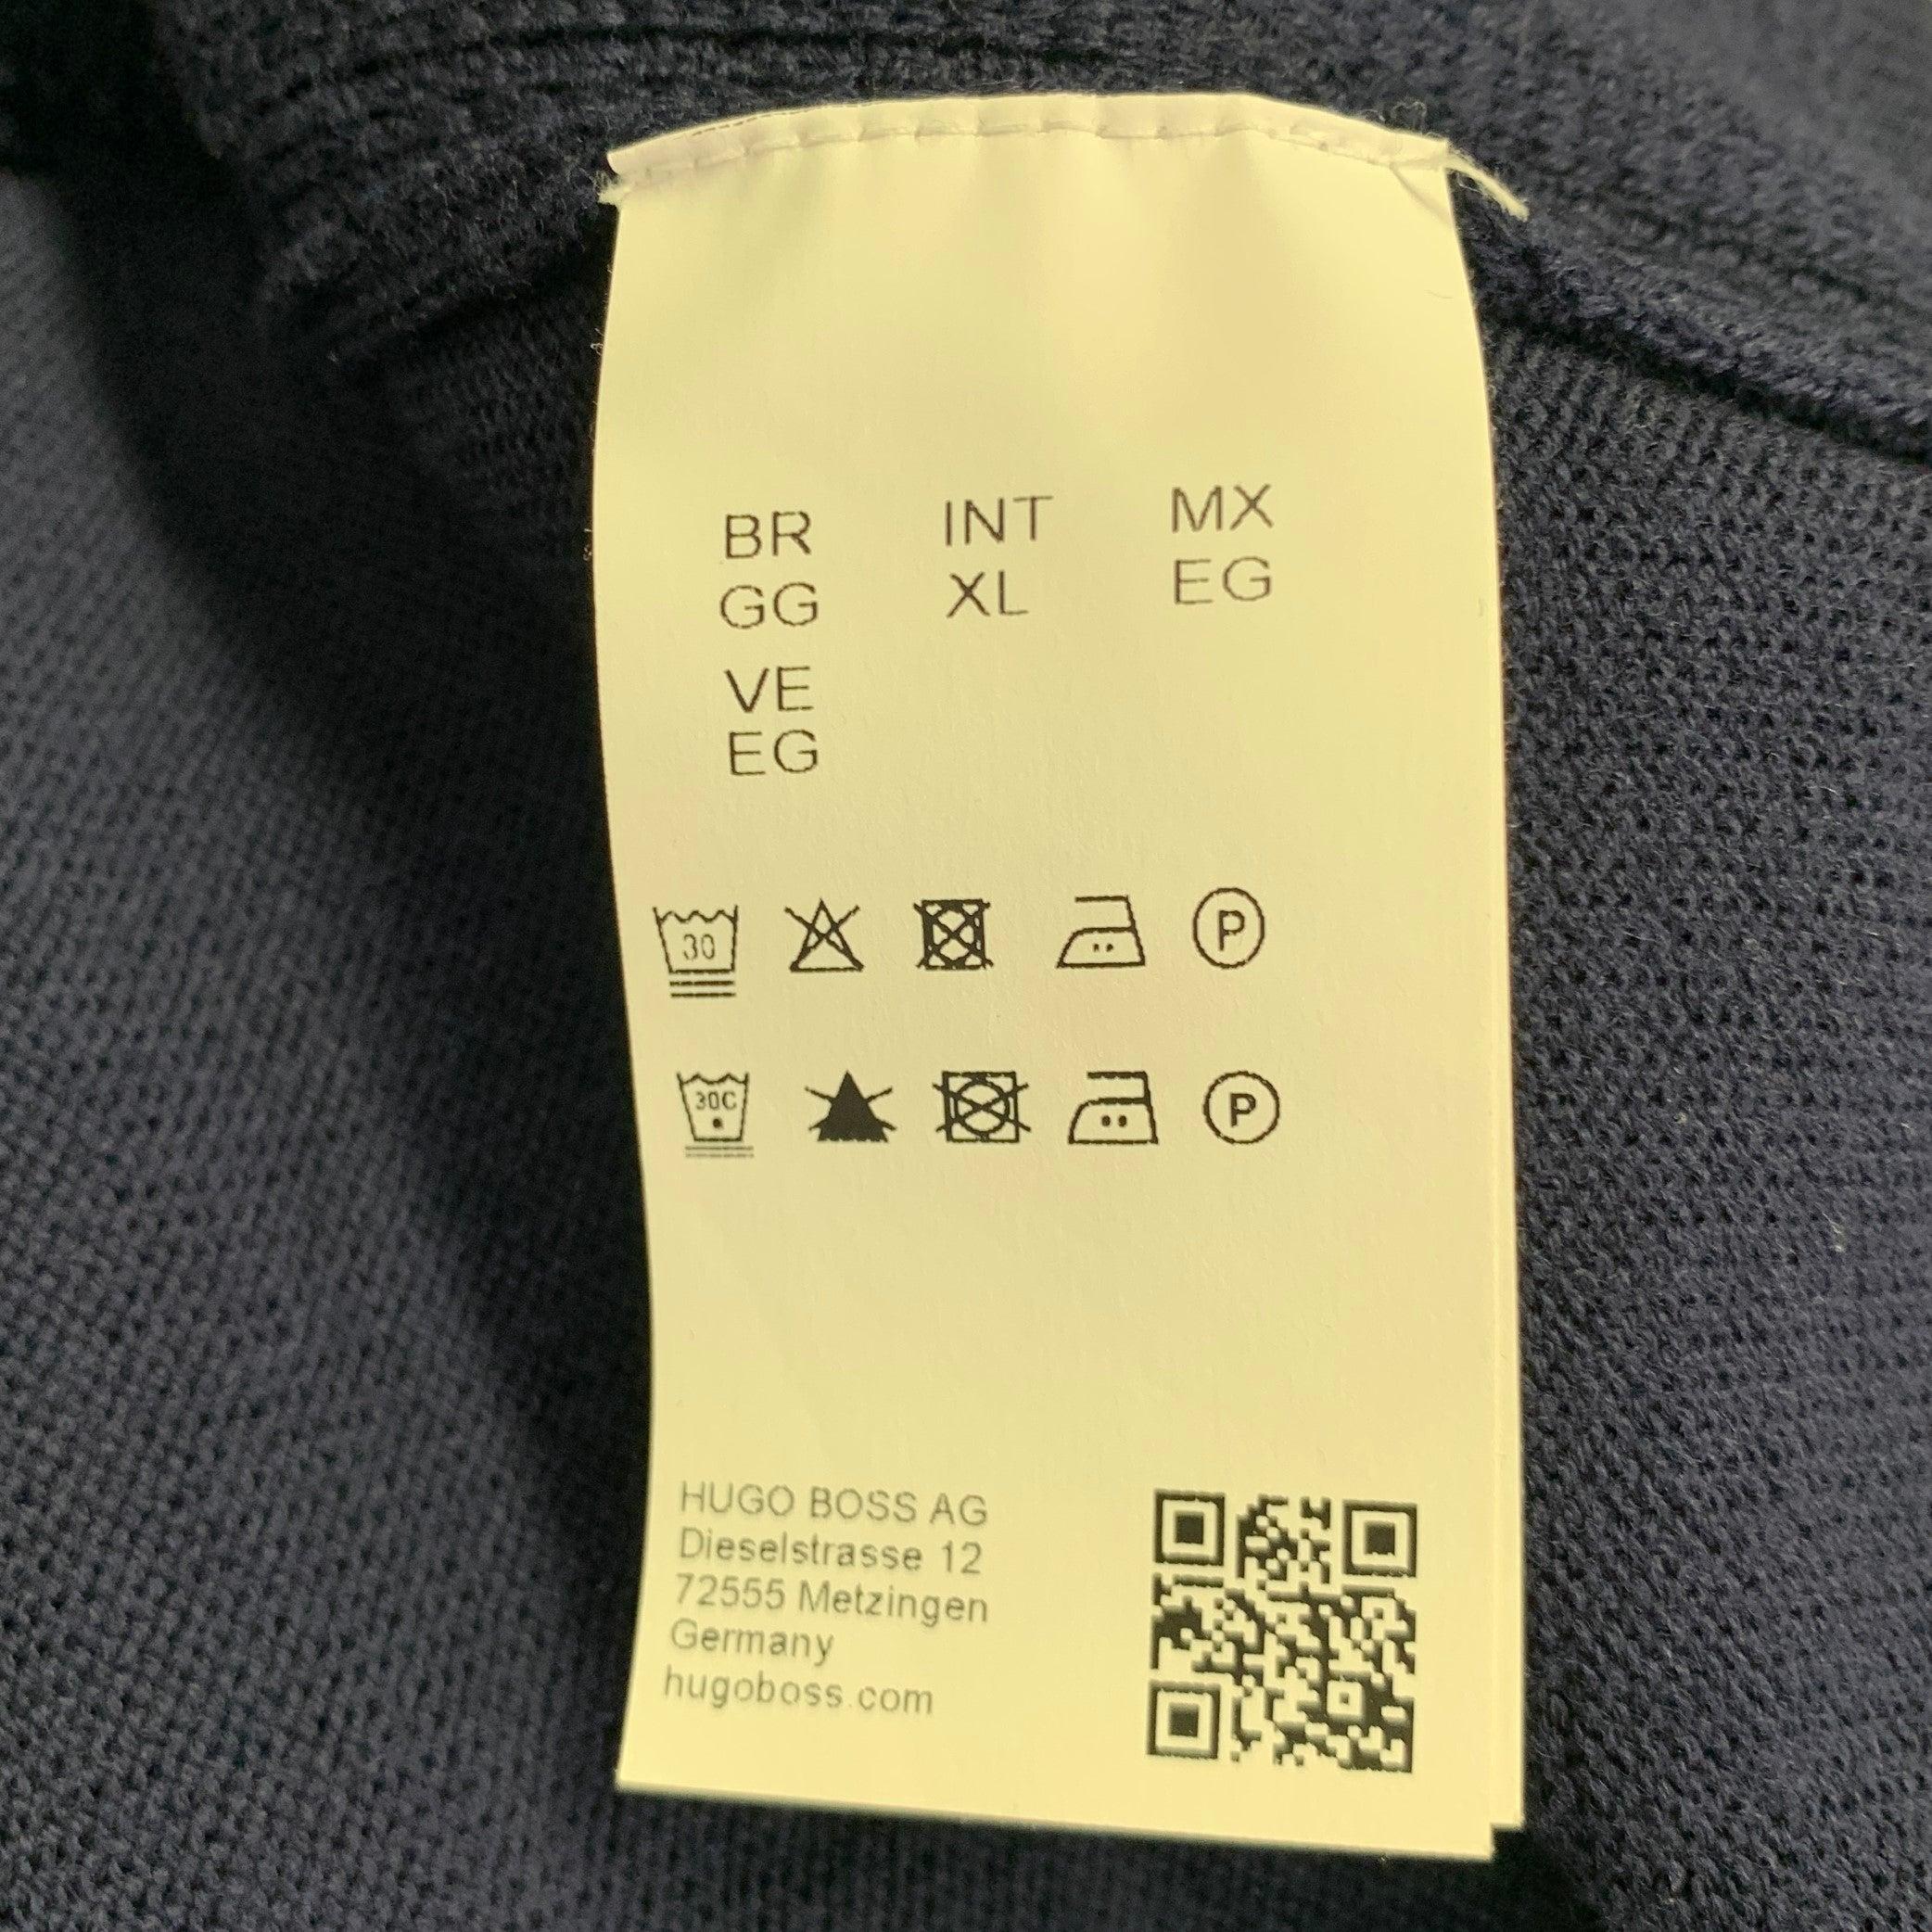 BR INT MX
GG XL EG
VE
EG
30 P
30C P
HUGO BOSS AG
Dieselstrasse 12
72555 Metzingen
Germany
hugoboss.com